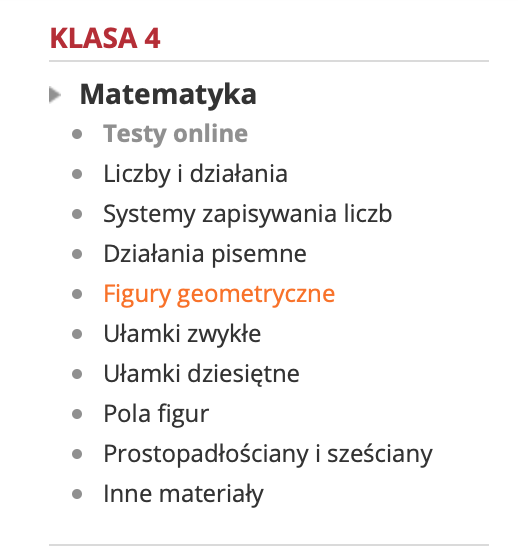 KLASA 4
Matematyka
Testy online
Liczby i działania
Systemy zapisywania liczb
Działania pisemne
Figury geometryczne
Ułamki zwykłe
Ułamki dziesiętne
Pola figur
Prostopadłościany i sześciany
Inne materiały